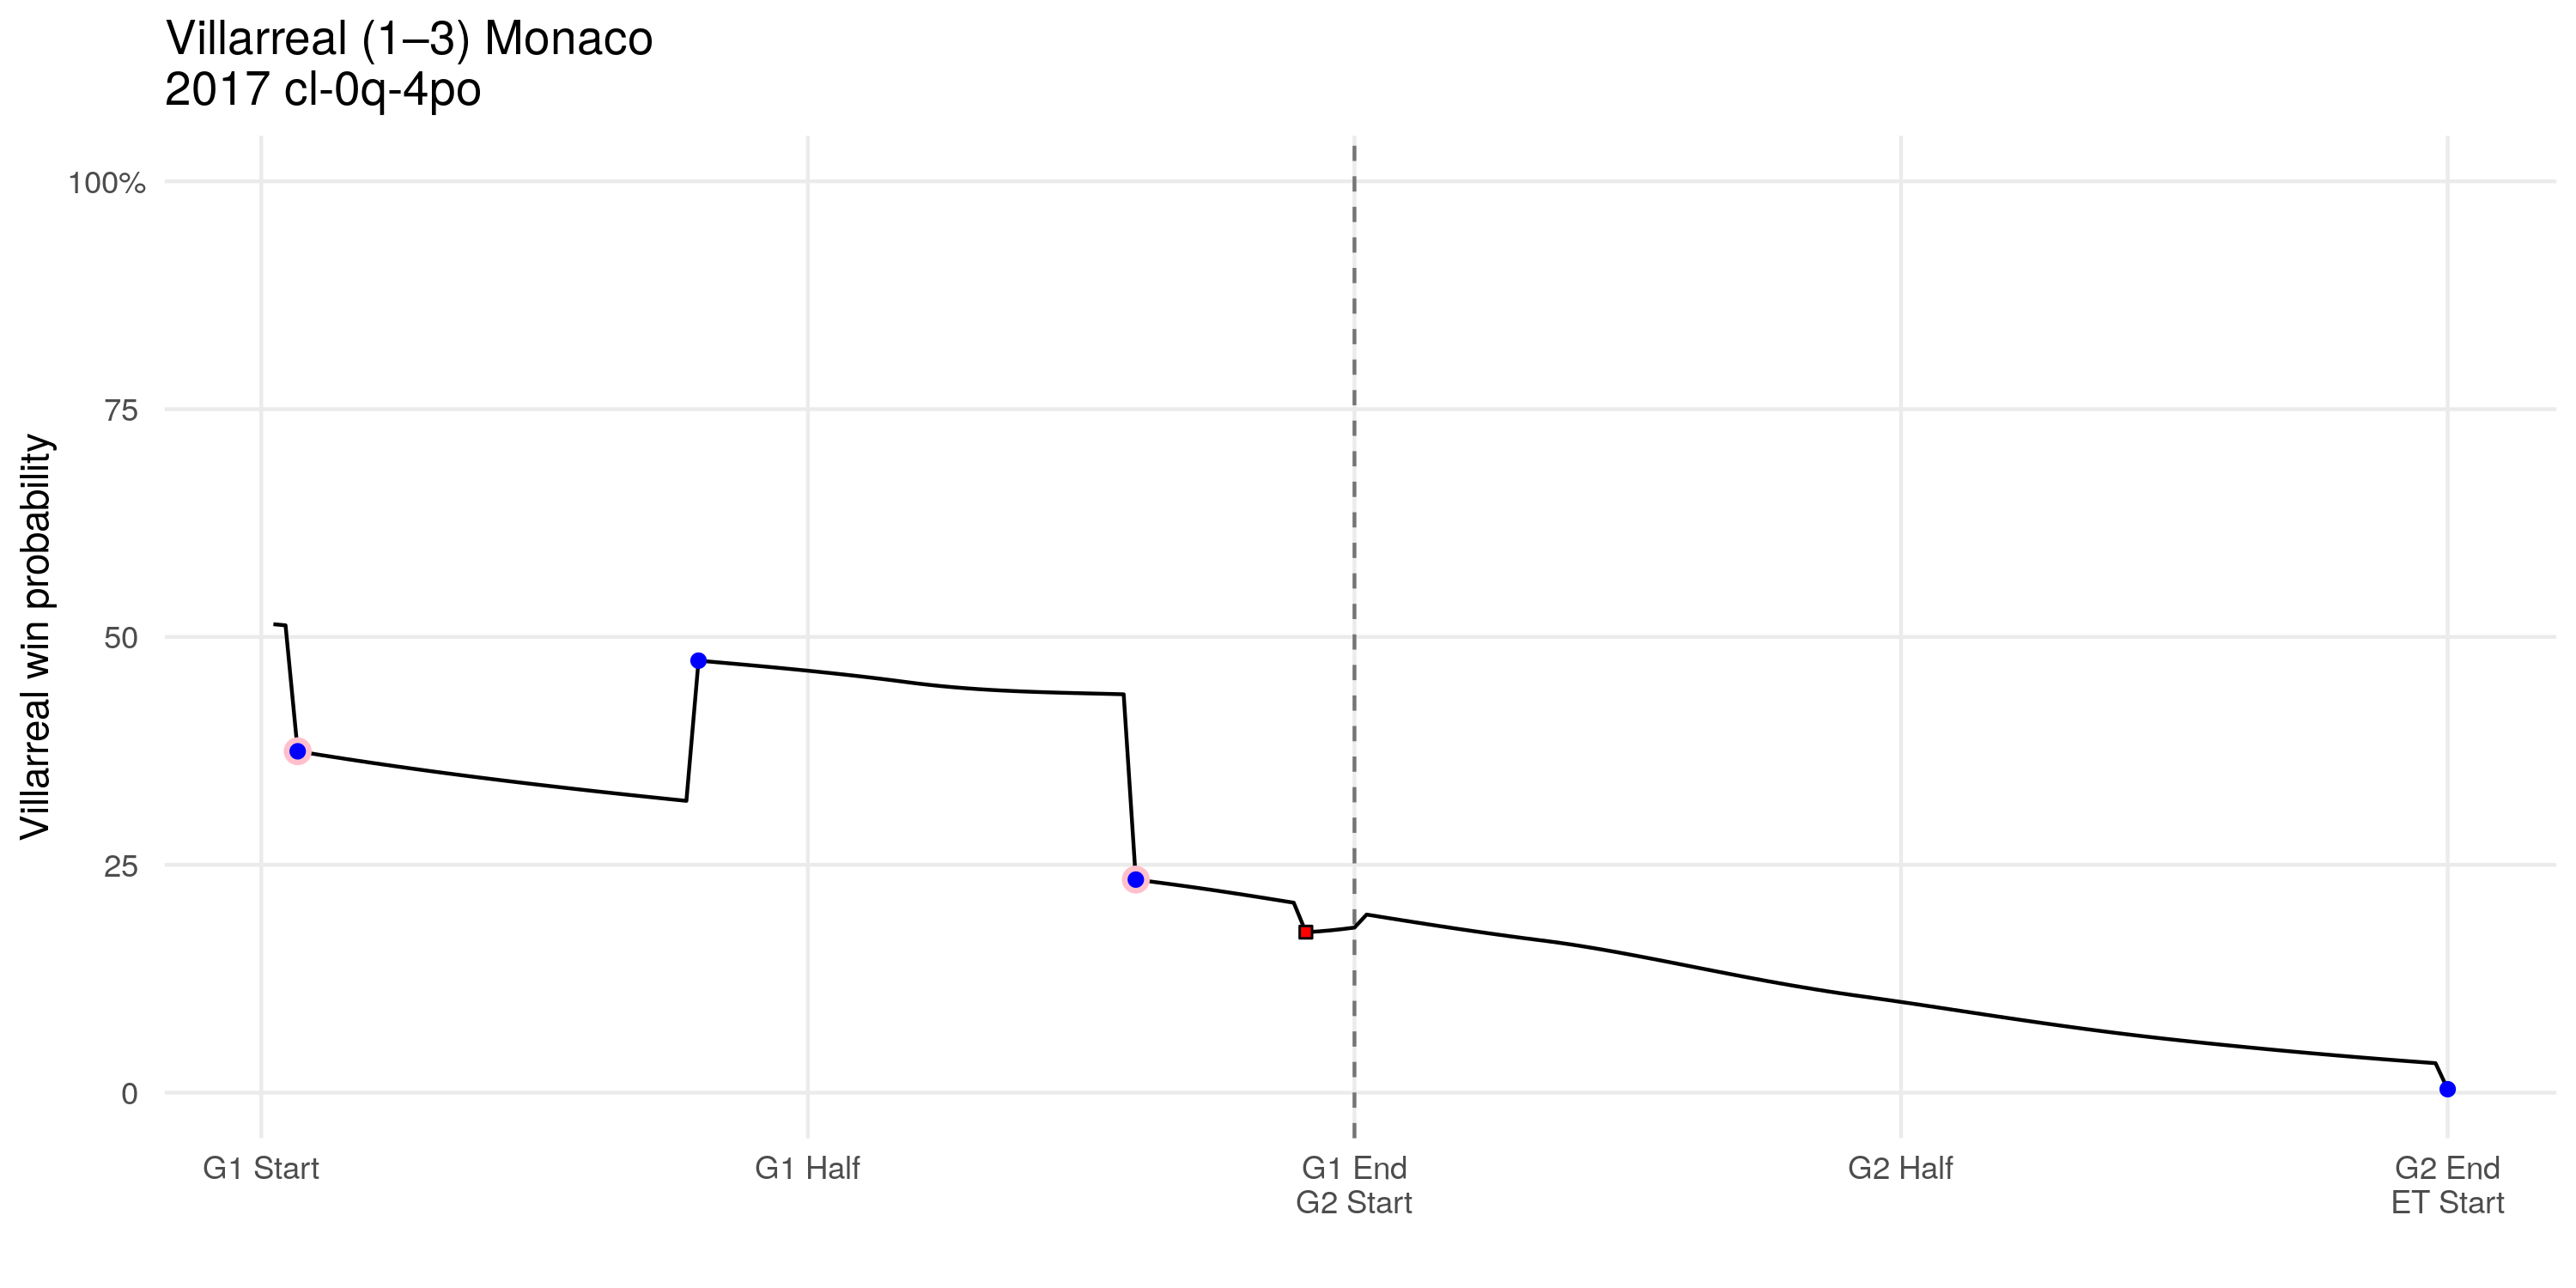 Villarreal (1–3) Monaco
2017 cl-0q-4po
Villarreal win probability
100%
75
50
25
0
G1 Start
G1 Half
G1 End
G2 Start
G2 Half
G2 End
ET Start